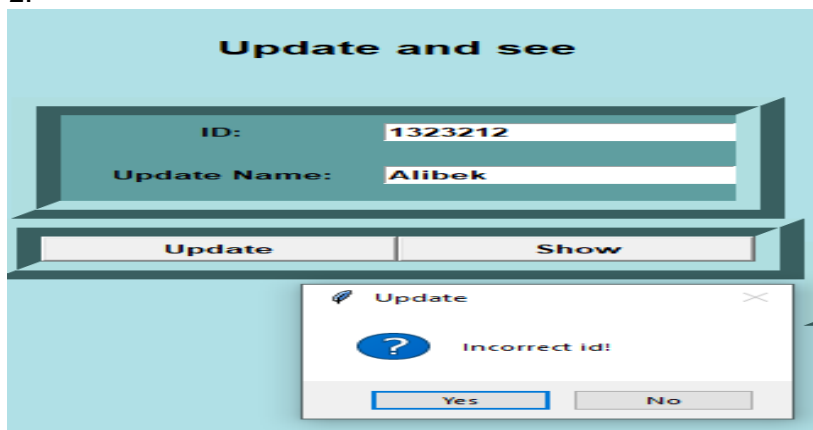 Update and see
ID: 1323212
Update Name: Alibek
Update Show
Update
Incorrect id!
Yes No